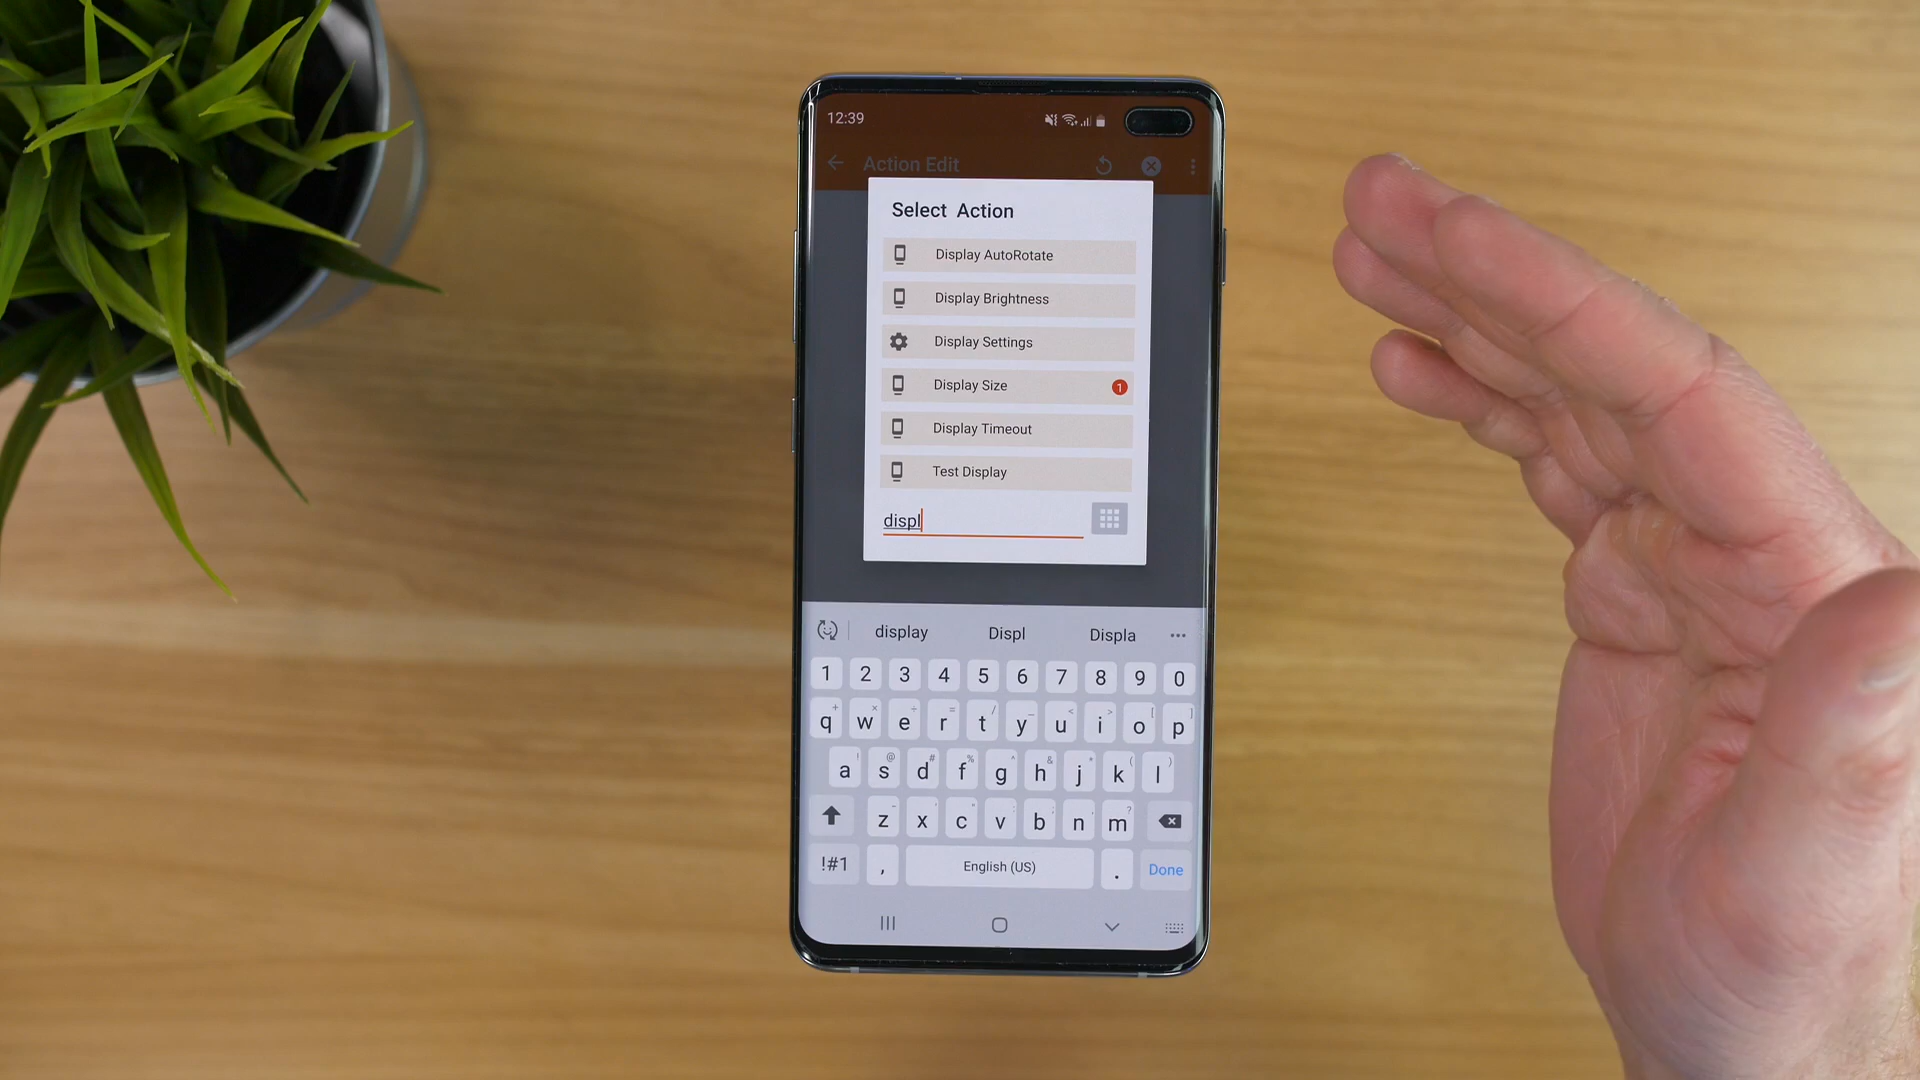 12:39
Action Edit
Select Action
Display AutoRotate
Display Brightness
Display Settings
Display Size 1
Display Timeout
Test Display
displ
display Displ Displa
1 2 3 4 5 6 7 8 9 0
q w e r t y u i o p
a s d f g h j k l
z x c v b n m
!#1 , English (US) . Done